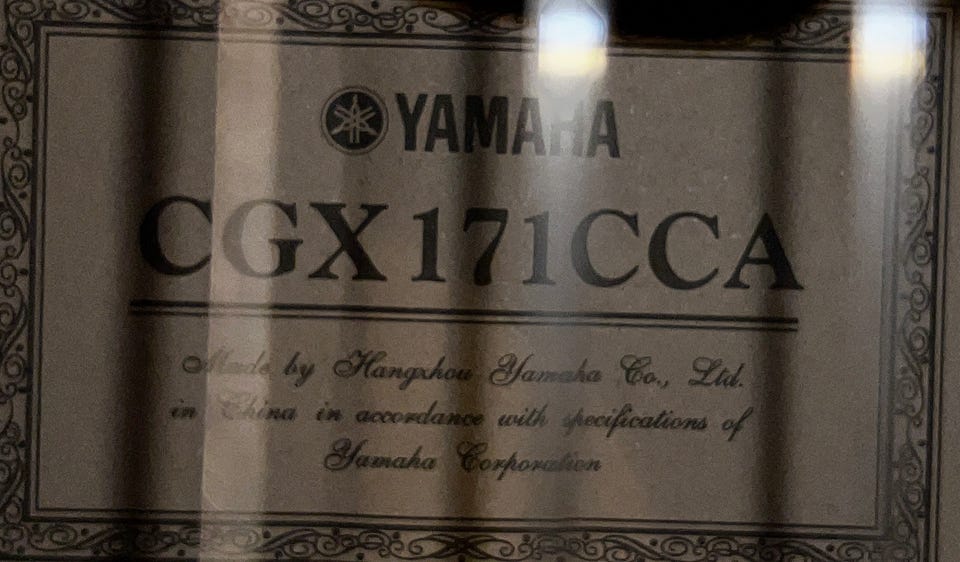 YAMAHA
CGX171CCA
Made by Hangzhou Yamaha Co., Ltd.
in China in accordance with specifications of
Yamaha Corporation